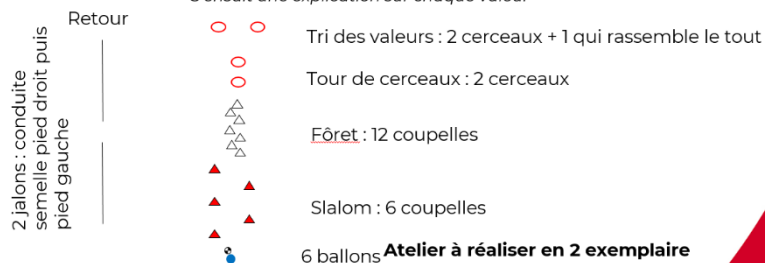 Retour
Tri des valeurs : 2 cerceaux + 1 qui rassemble le tout
Tour de cerceaux : 2 cerceaux
2 jalons : conduite
semelle pied droit puis
pied gauche
Fôret : 12 coupelles
Slalom : 6 coupelles
6 ballons Atelier à réaliser en 2 exemplaire